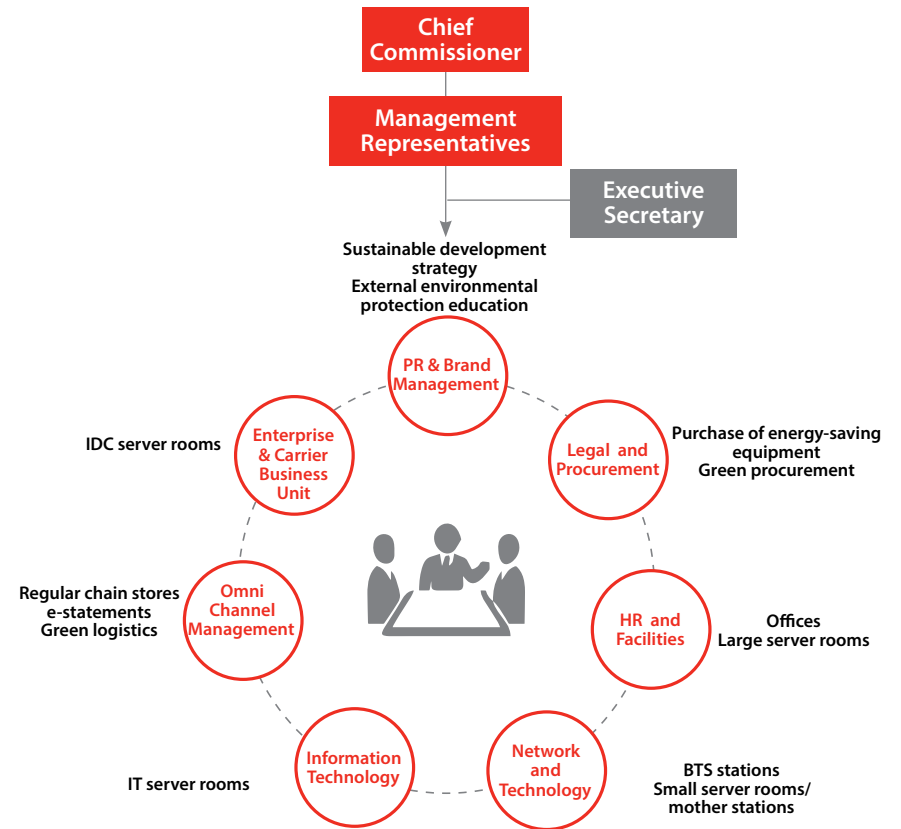 Chief
Commissioner
Management
Representatives
Executive
Secretary
Sustainable development
strategy
External environmental
protection education
PR & Brand
Management
Legal and
Procurement
Purchase of energy-saving
equipment
Green procurement
HR and
Facilities
Offices
Large server rooms
Network
and
Technology
BTS stations
Small server rooms/
mother stations
Information
Technology
IT server rooms
Omni
Channel
Management
Regular chain stores
e-statements
Green logistics
Enterprise
& Carrier
Business
Unit
IDC server rooms